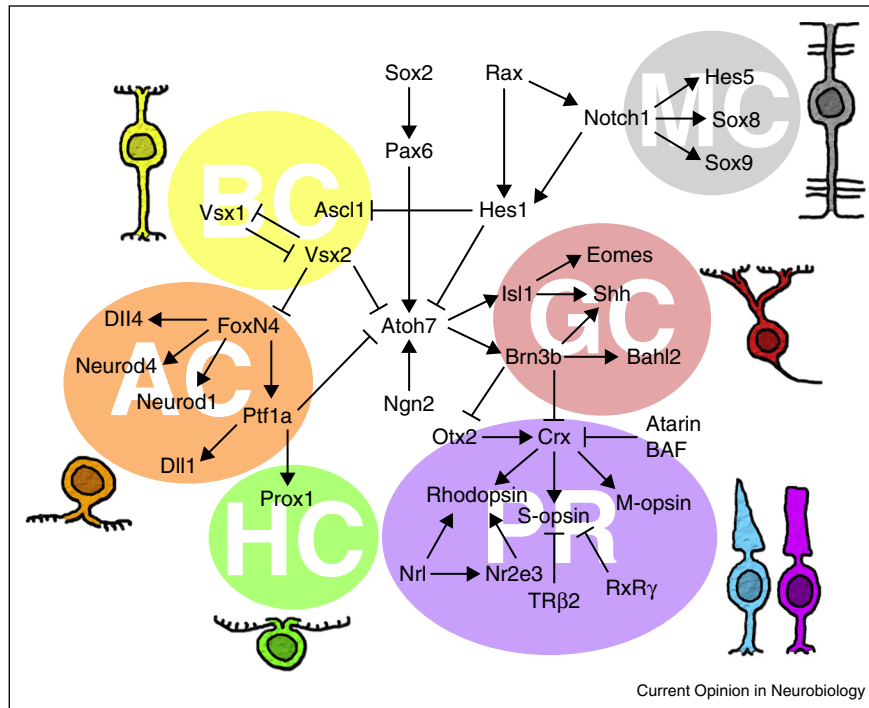 Sox2
Rax
Hes5
MC
Notch1
Sox8
Pax6
Sox9
BC
Vsx1
Ascl1
Hes1
Vsx2
Eomes
Isl1
Shh
GC
Dll4
FoxN4
Atoh7
Brn3b
Bahl2
Neurod4
AC
Neurod1
Ptf1a
Ngn2
Otx2
Crx
Atarin
BAF
Dll1
Prox1
HC
Rhodopsin
M-opsin
S-opsin
PR
Nrl
Nr2e3
TRβ2
RxRγ
Current Opinion in Neurobiology